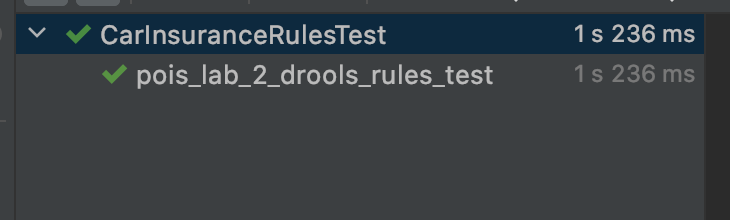 CarInsuranceRulesTest 1 s 236 ms
pois_lab_2_drools_rules_test 1 s 236 ms